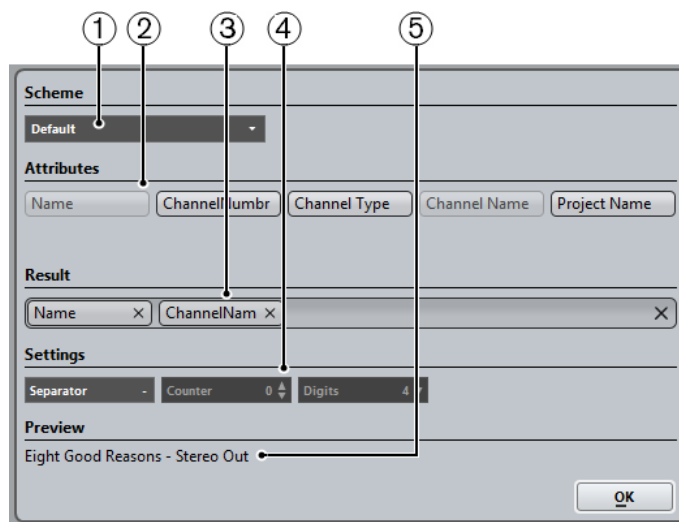 1 2 3 4 5
Scheme
Default
Attributes
Name ChannelNumbr Channel Type Channel Name Project Name
Result
Name × ChannelNam × ×
Settings
Separator - Counter 0 Digits 4
Preview
Eight Good Reasons - Stereo Out
OK